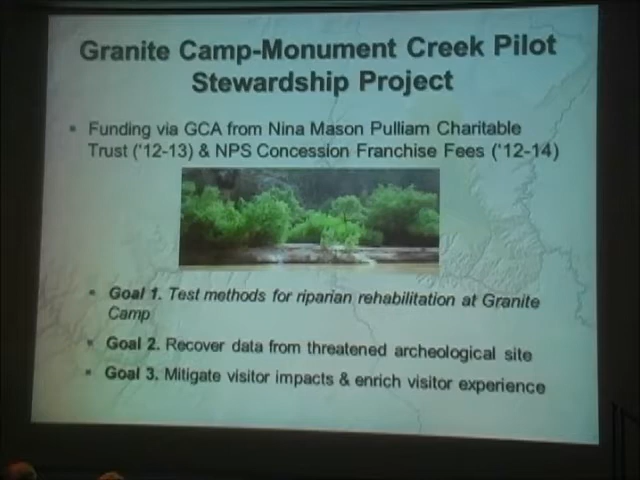 Granite Camp-Monument Creek Pilot
Stewardship Project
▪ Funding via GCA from Nina Mason Pulliam Charitable
Trust ('12-13) & NPS Concession Franchise Fees ('12-14)
▪ Goal 1. Test methods for riparian rehabilitation at Granite
Camp
▪ Goal 2. Recover data from threatened archeological site
▪ Goal 3. Mitigate visitor impacts & enrich visitor experience